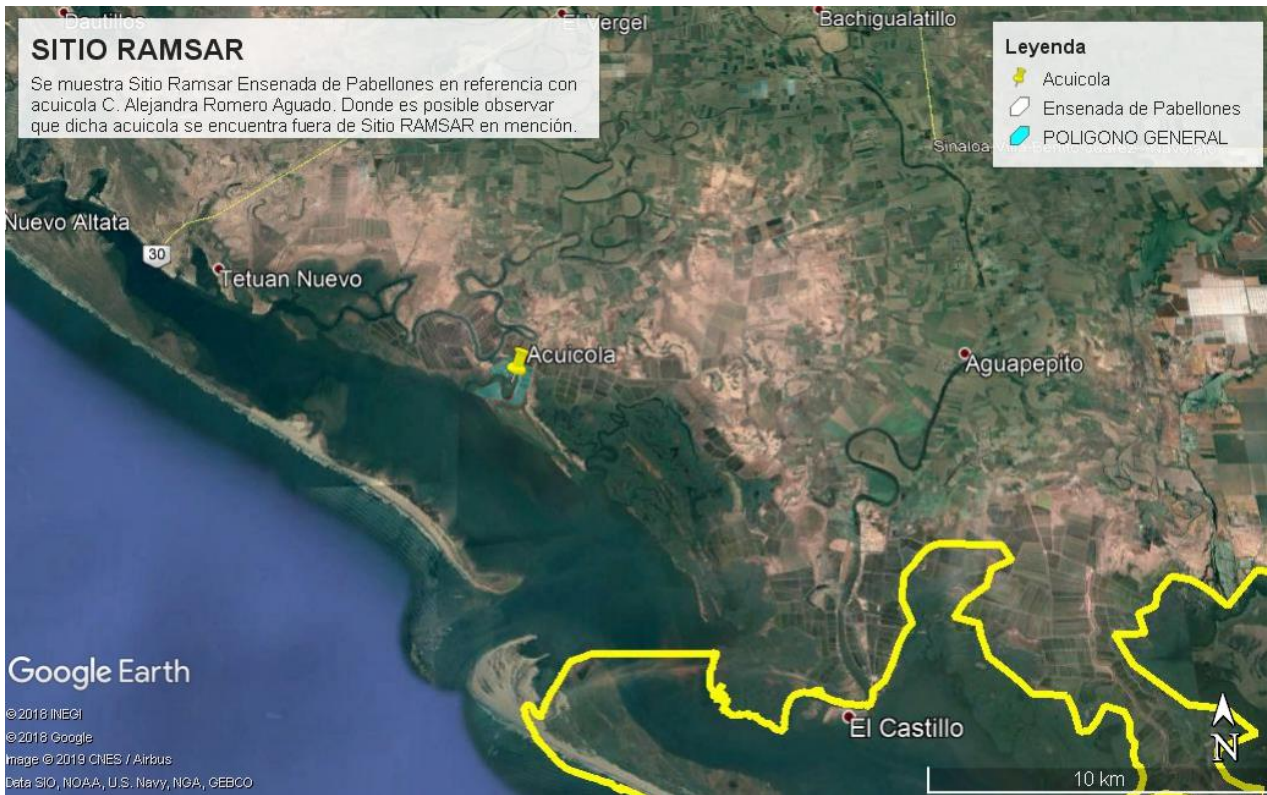 Dautillos
El Vergel
Bachigualatillo
SITIO RAMSAR
Se muestra Sitio Ramsar Ensenada de Pabellones en referencia con
acuicola C. Alejandra Romero Aguado. Donde es posible observar
que dicha acuicola se encuentra fuera de Sitio RAMSAR en mención.
Leyenda
Acuicola
Ensenada de Pabellones
POLIGONO GENERAL
Sinaloa
Nuevo Altata
30
Tetuan Nuevo
Acuicola
Aguapepito
El Castillo
Google Earth
©2018 INEGI
©2018 Google
Image ©2019 CNES / Airbus
Data SIO, NOAA, U.S. Navy, NGA, GEBCO
N
10 km